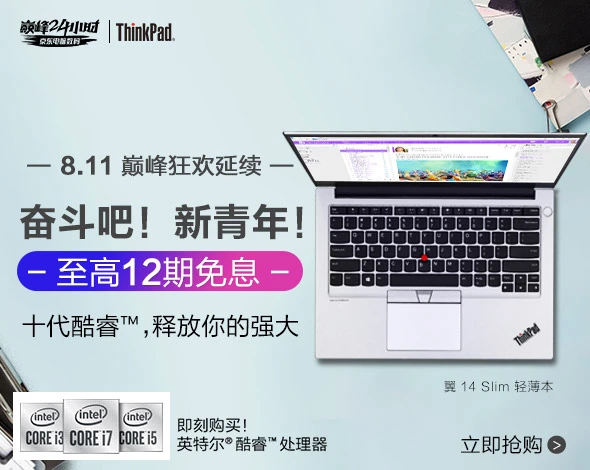 巅峰24小时
京东电脑数码
ThinkPad.
— 8.11 巅峰狂欢延续 —
奋斗吧！新青年！
– 至高12期免息 –
十代酷睿™,释放你的强大
ThinkPad
翼 14 Slim 轻薄本
intel CORE i3
intel CORE i7
intel CORE i5
即刻购买！
英特尔®酷睿™处理器
立即抢购 >